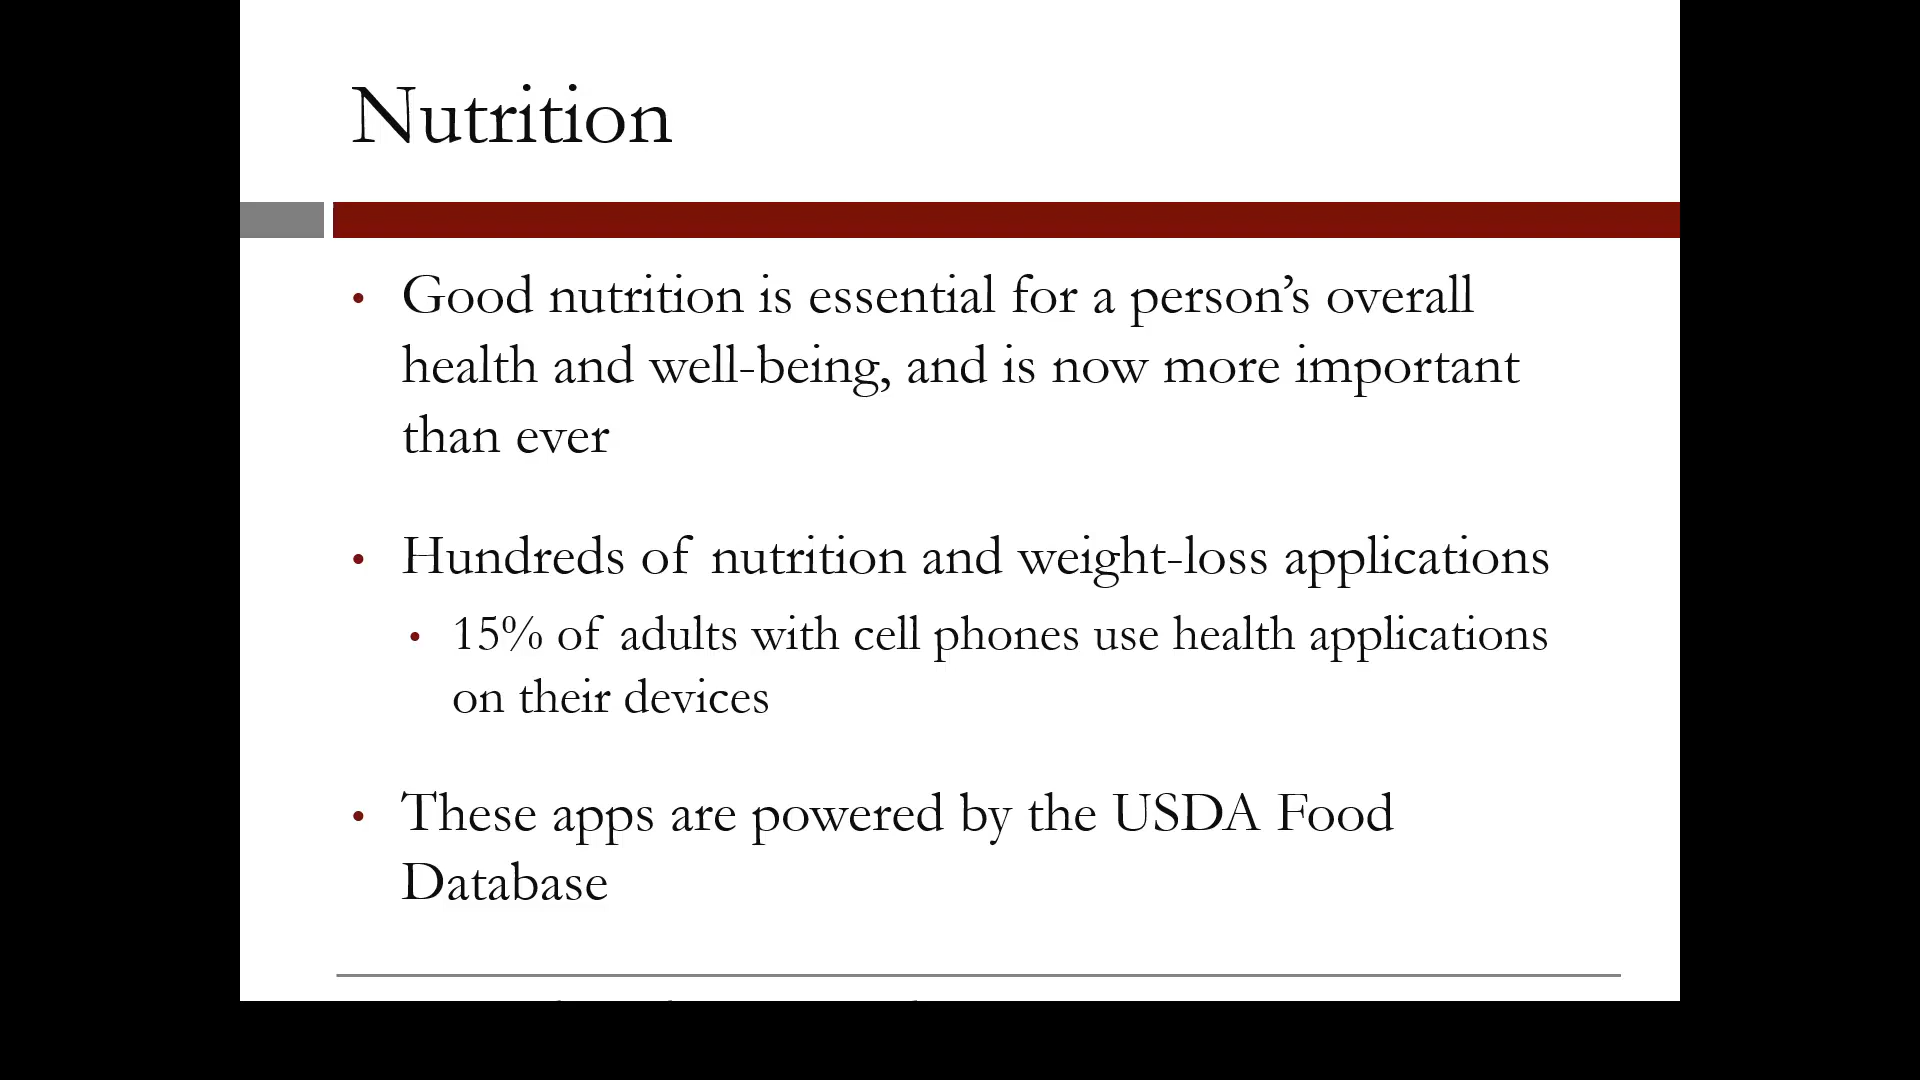 Nutrition
• Good nutrition is essential for a person’s overall
health and well-being, and is now more important
than ever
• Hundreds of nutrition and weight-loss applications
• 15% of adults with cell phones use health applications
on their devices
• These apps are powered by the USDA Food
Database